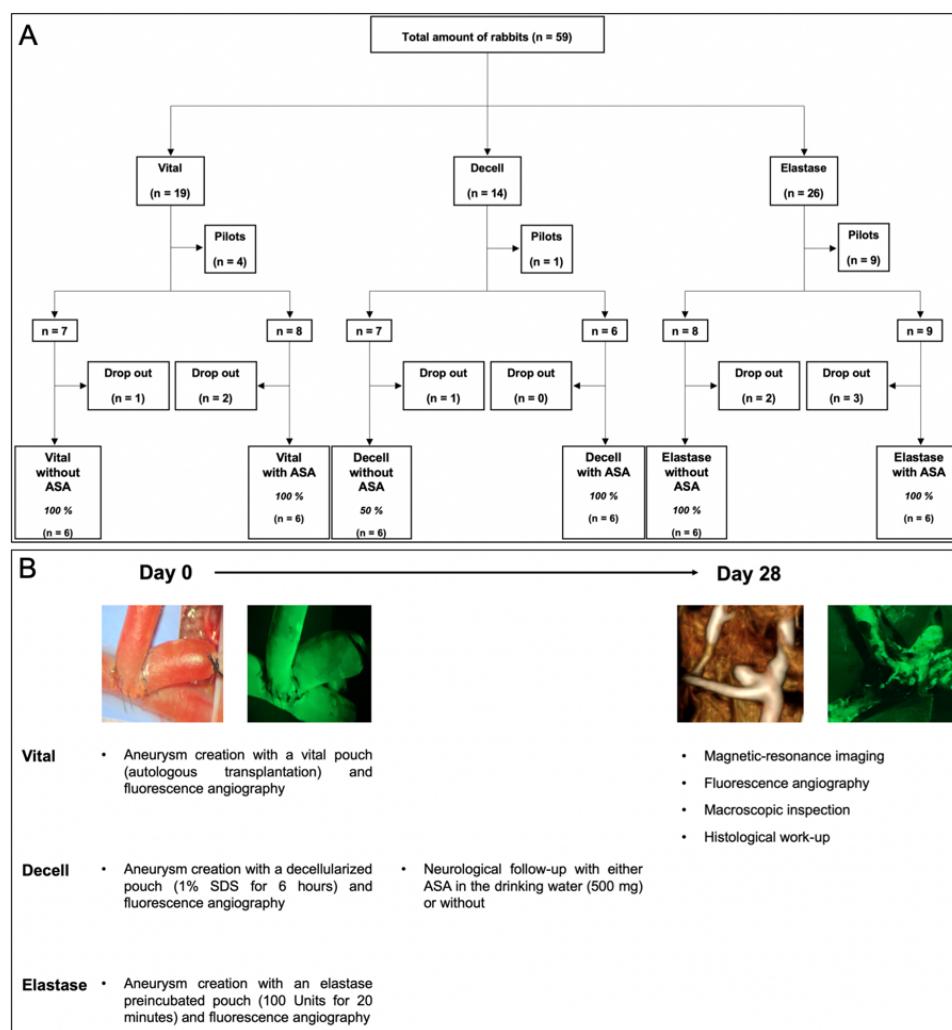 A
Total amount of rabbits (n = 59)
Vital
(n = 19)
Decell
(n = 14)
Elastase
(n = 26)
Pilots
(n = 4)
Pilots
(n = 1)
Pilots
(n = 9)
n = 7
n = 8
n = 7
n = 6
n = 8
n = 9
Drop out
(n = 1)
Drop out
(n = 2)
Drop out
(n = 1)
Drop out
(n = 0)
Drop out
(n = 2)
Drop out
(n = 3)
Vital
without
ASA
100 %
(n = 6)
Vital
with ASA
100 %
(n = 6)
Decell
without
ASA
50 %
(n = 6)
Decell
with ASA
100 %
(n = 6)
Elastase
without
ASA
100 %
(n = 6)
Elastase
with ASA
100 %
(n = 6)
B
Day 0
Day 28
Vital
• Aneurysm creation with a vital pouch
(autologous transplantation) and
fluorescence angiography
• Magnetic-resonance imaging
• Fluorescence angiography
• Macroscopic inspection
• Histological work-up
Decell
• Aneurysm creation with a decellularized
pouch (1% SDS for 6 hours) and
fluorescence angiography
• Neurological follow-up with either
ASA in the drinking water (500 mg)
or without
Elastase
• Aneurysm creation with an elastase
preincubated pouch (100 Units for 20
minutes) and fluorescence angiography